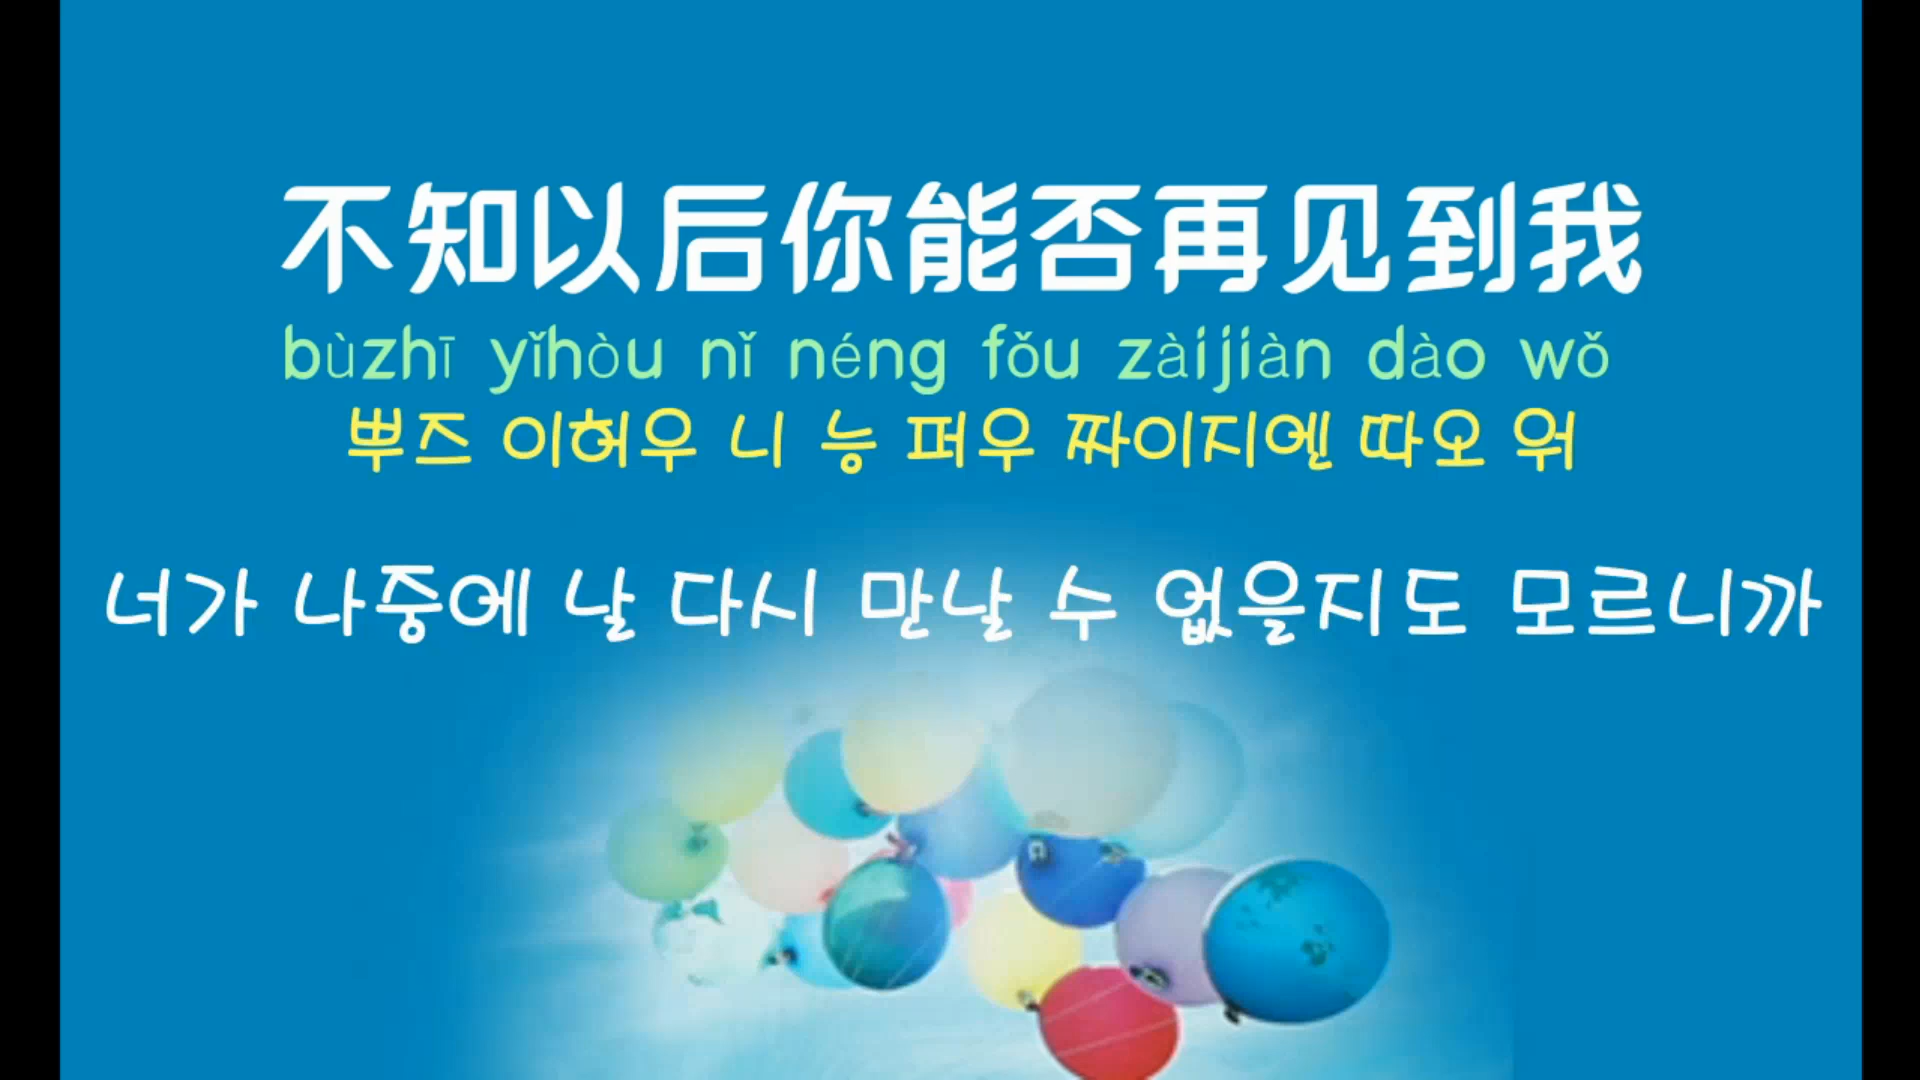 不知以后你能否再见到我
bùzhī yǐhòu nǐ néng fǒu zàijiàn dào wǒ
뿌즈 이허우 니 능 퍼우 짜이지엔 따오 워
너가 나중에 날 다시 만날 수 없을지도 모르니까